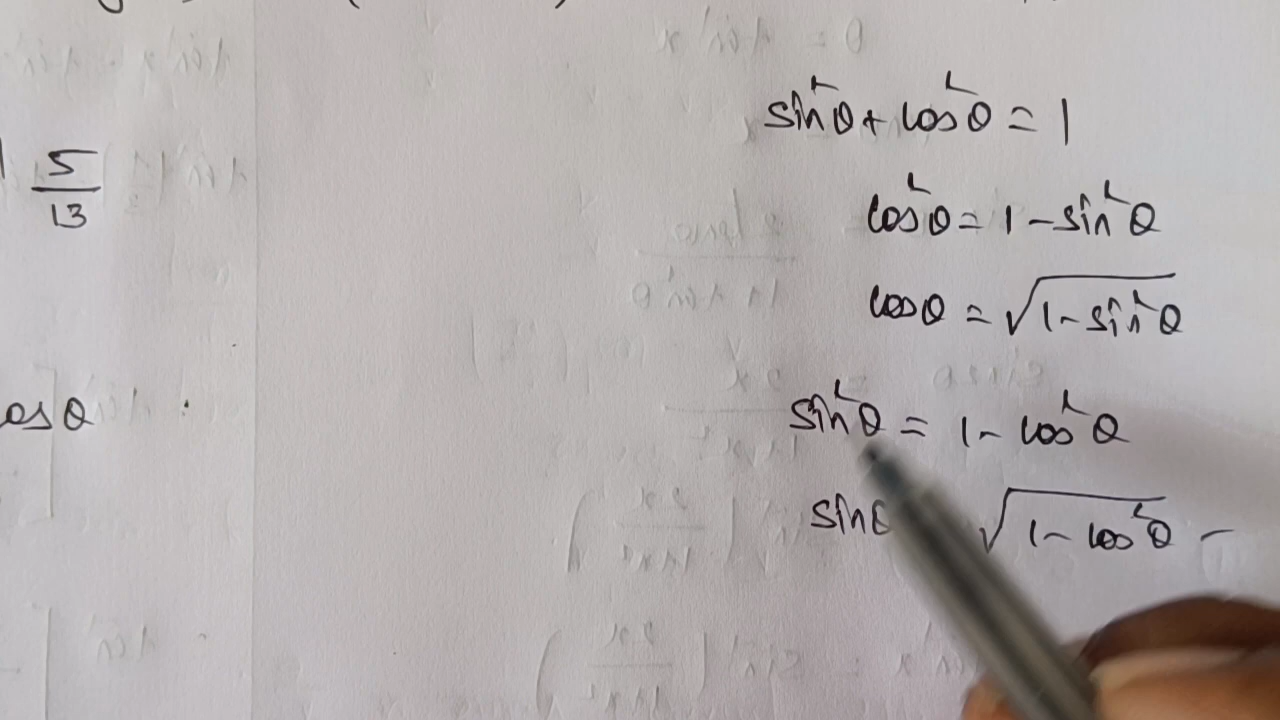 sin²θ + cos²θ = 1
5/13
cos²θ = 1 - sin²θ
cosθ = √(1 - sin²θ)
sin²θ = 1 - cos²θ
osθ
sinθ √(1 - cos²θ) -